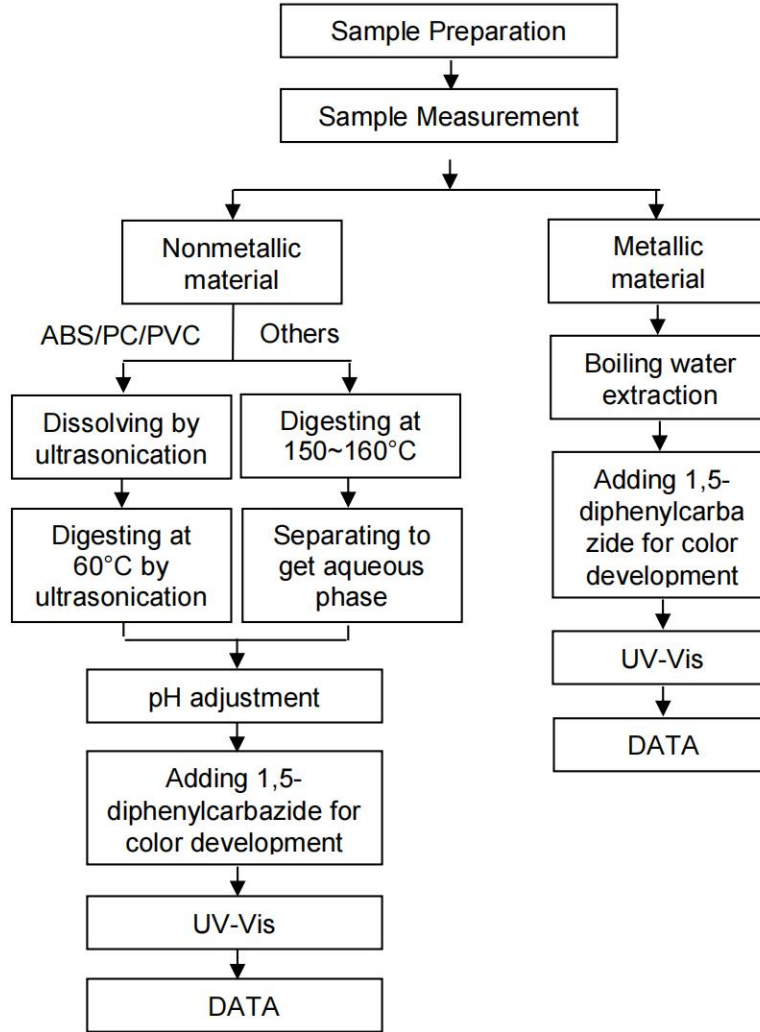 Sample Preparation
Sample Measurement
Nonmetallic
material
ABS/PC/PVC
Others
Dissolving by
ultrasonication
Digesting at
150~160°C
Digesting at
60°C by
ultrasonication
Separating to
get aqueous
phase
pH adjustment
Adding 1,5-
diphenylcarbazide for
color development
UV-Vis
DATA
Metallic
material
Boiling water
extraction
Adding 1,5-
diphenylcarba
zide for color
development
UV-Vis
DATA